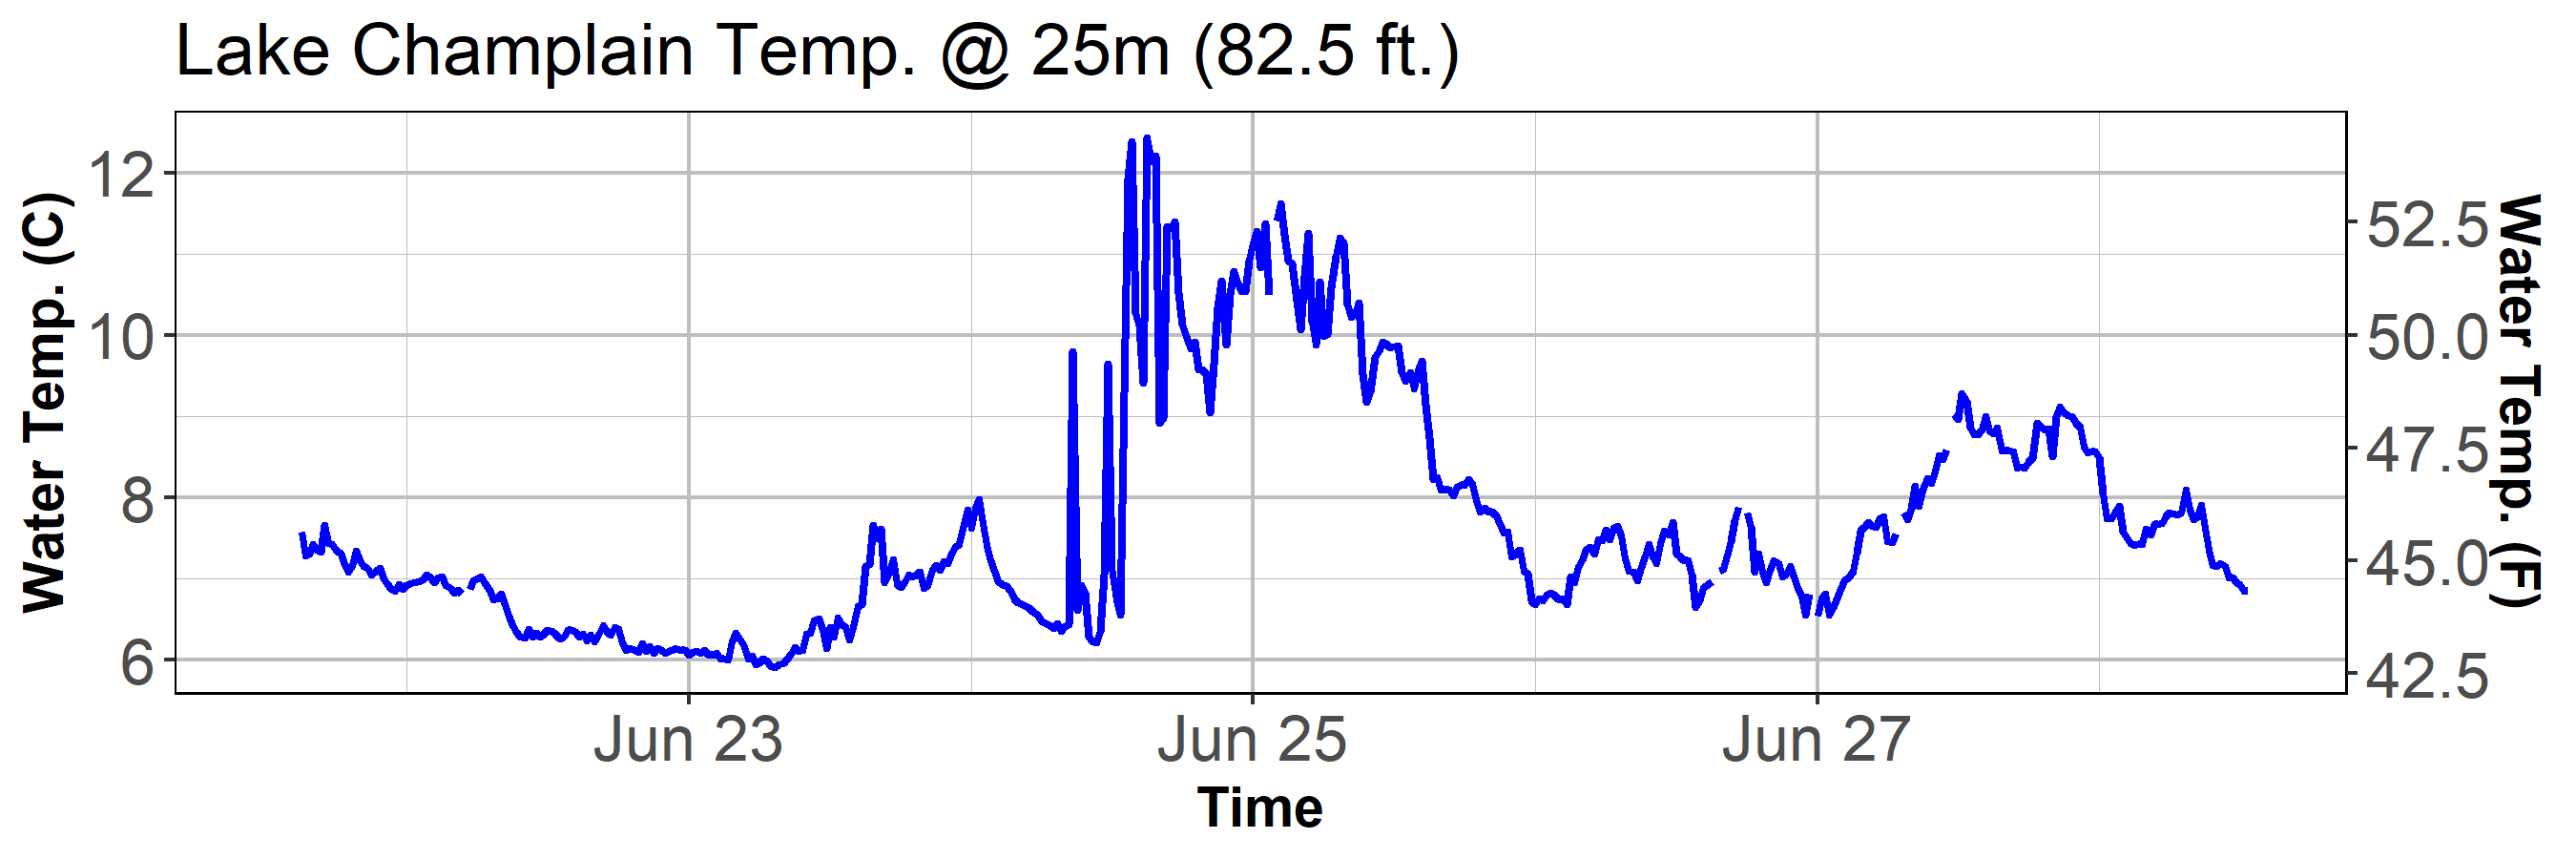 Lake Champlain Temp. @ 25m (82.5 ft.)
Water Temp. (C)
12
10
8
6
52.5
50.0
47.5
45.0
42.5
Water Temp. (F)
Jun 23
Jun 25
Jun 27
Time